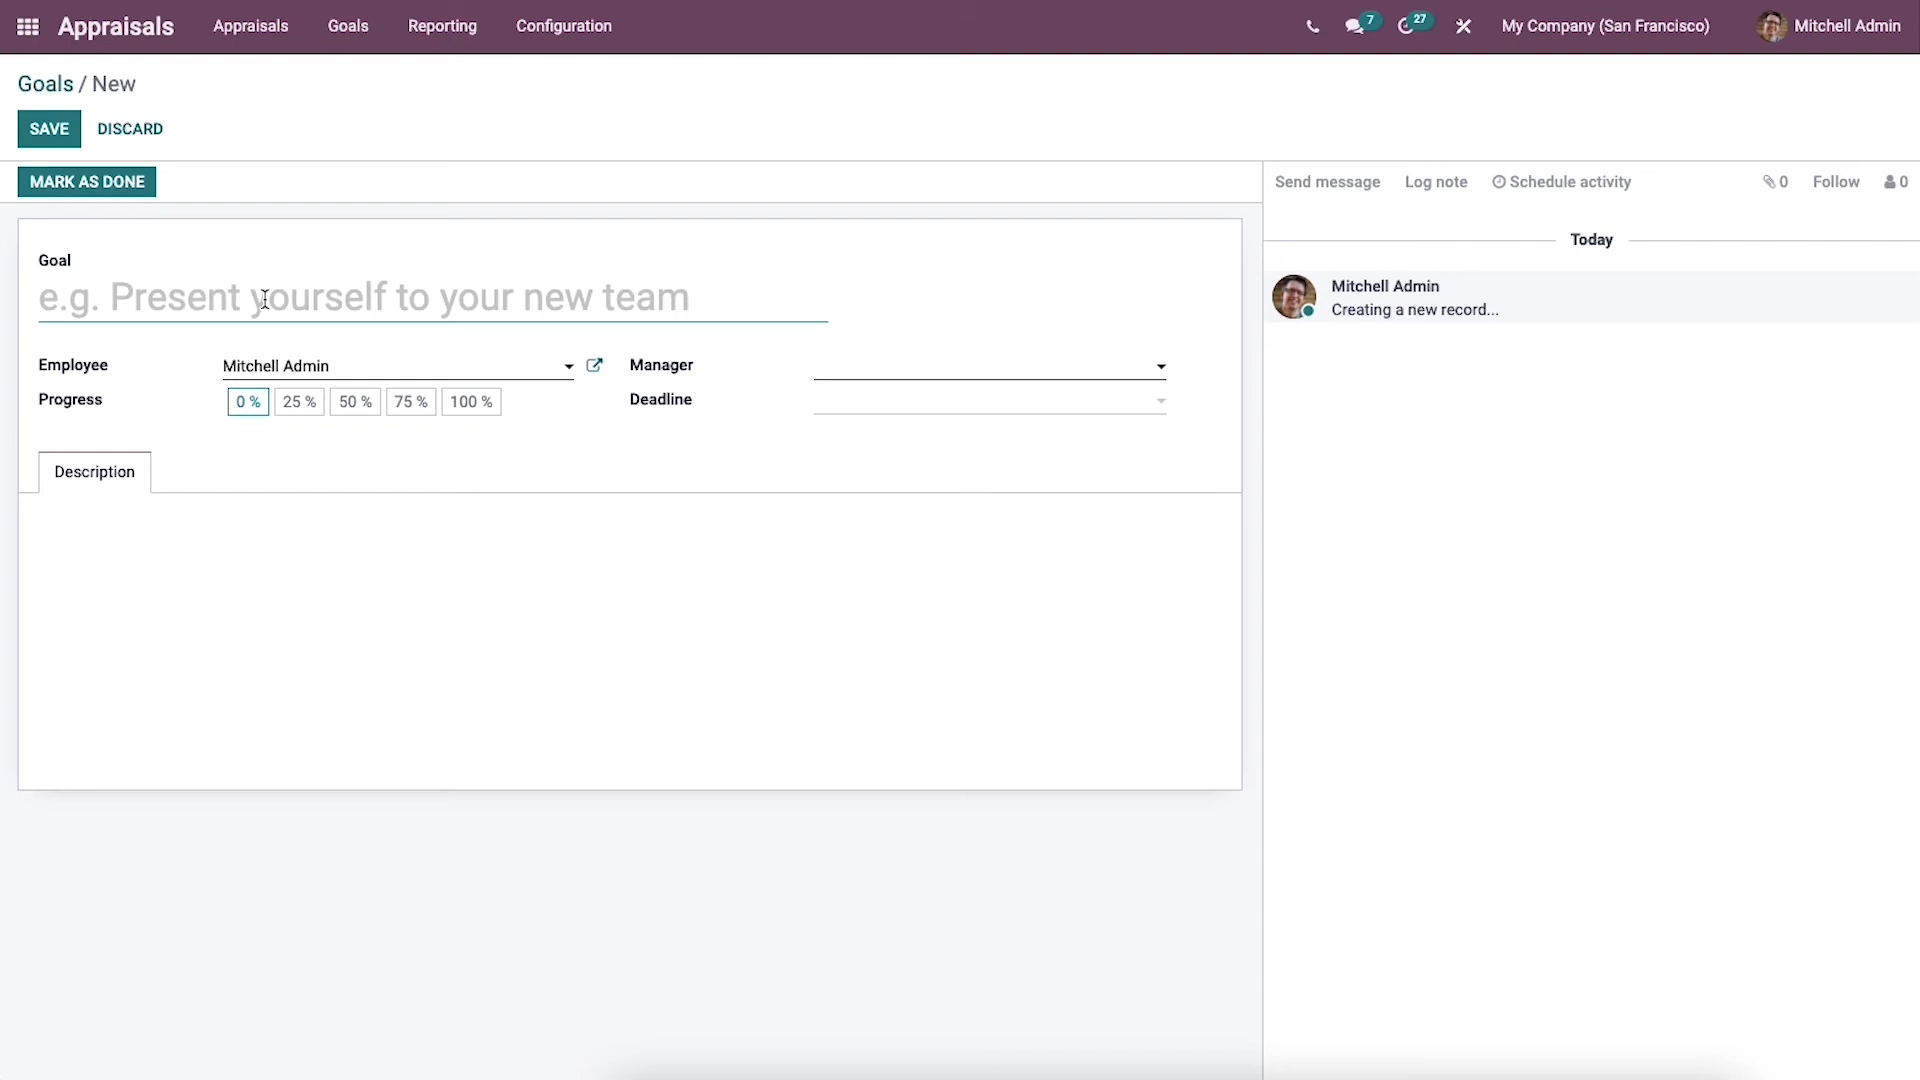 Appraisals Appraisals Goals Reporting Configuration 7 27 My Company (San Francisco) Mitchell Admin
Goals / New
SAVE DISCARD
MARK AS DONE
Send message Log note Schedule activity 0 Follow 0
Today
Mitchell Admin
Creating a new record...
Goal
e.g. Present yourself to your new team
Employee Mitchell Admin Manager
Progress 0 % 25 % 50 % 75 % 100 % Deadline
Description